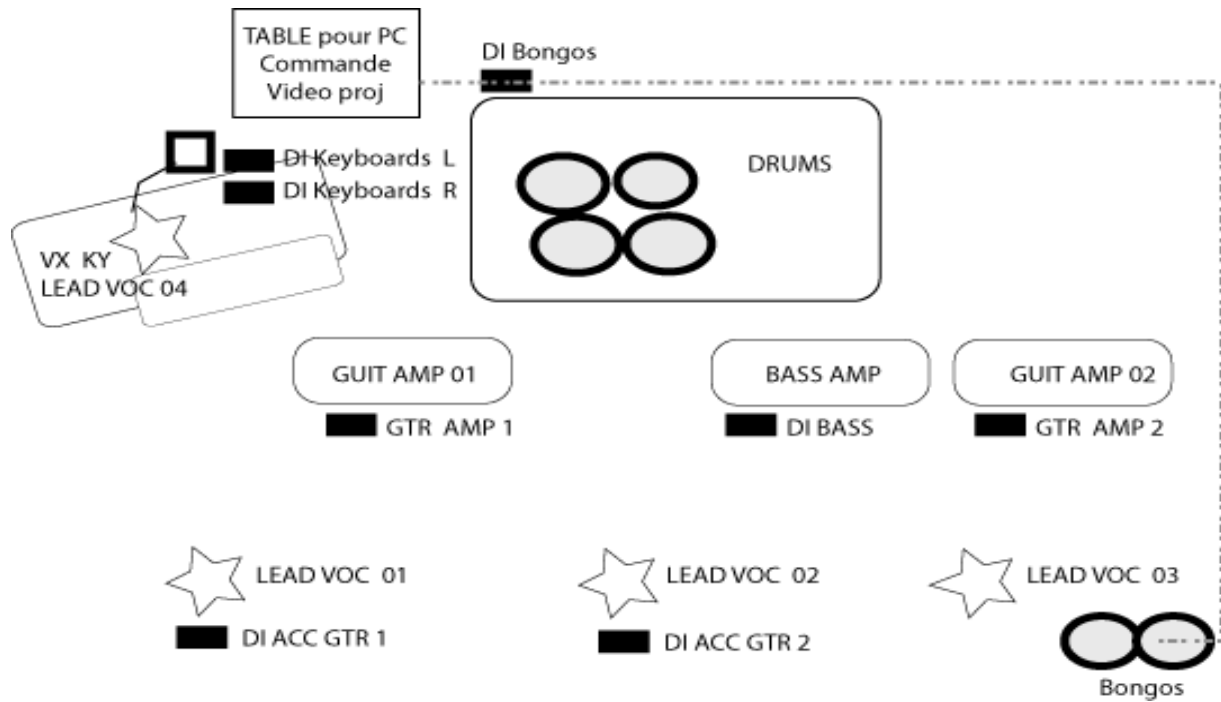 TABLE pour PC
Commande
Video proj
DI Bongos
DI Keyboards L
DI Keyboards R
DRUMS
VX KY
LEAD VOC 04
GUIT AMP 01
BASS AMP
GUIT AMP 02
GTR AMP 1
DI BASS
GTR AMP 2
LEAD VOC 01
LEAD VOC 02
LEAD VOC 03
DI ACC GTR 1
DI ACC GTR 2
Bongos